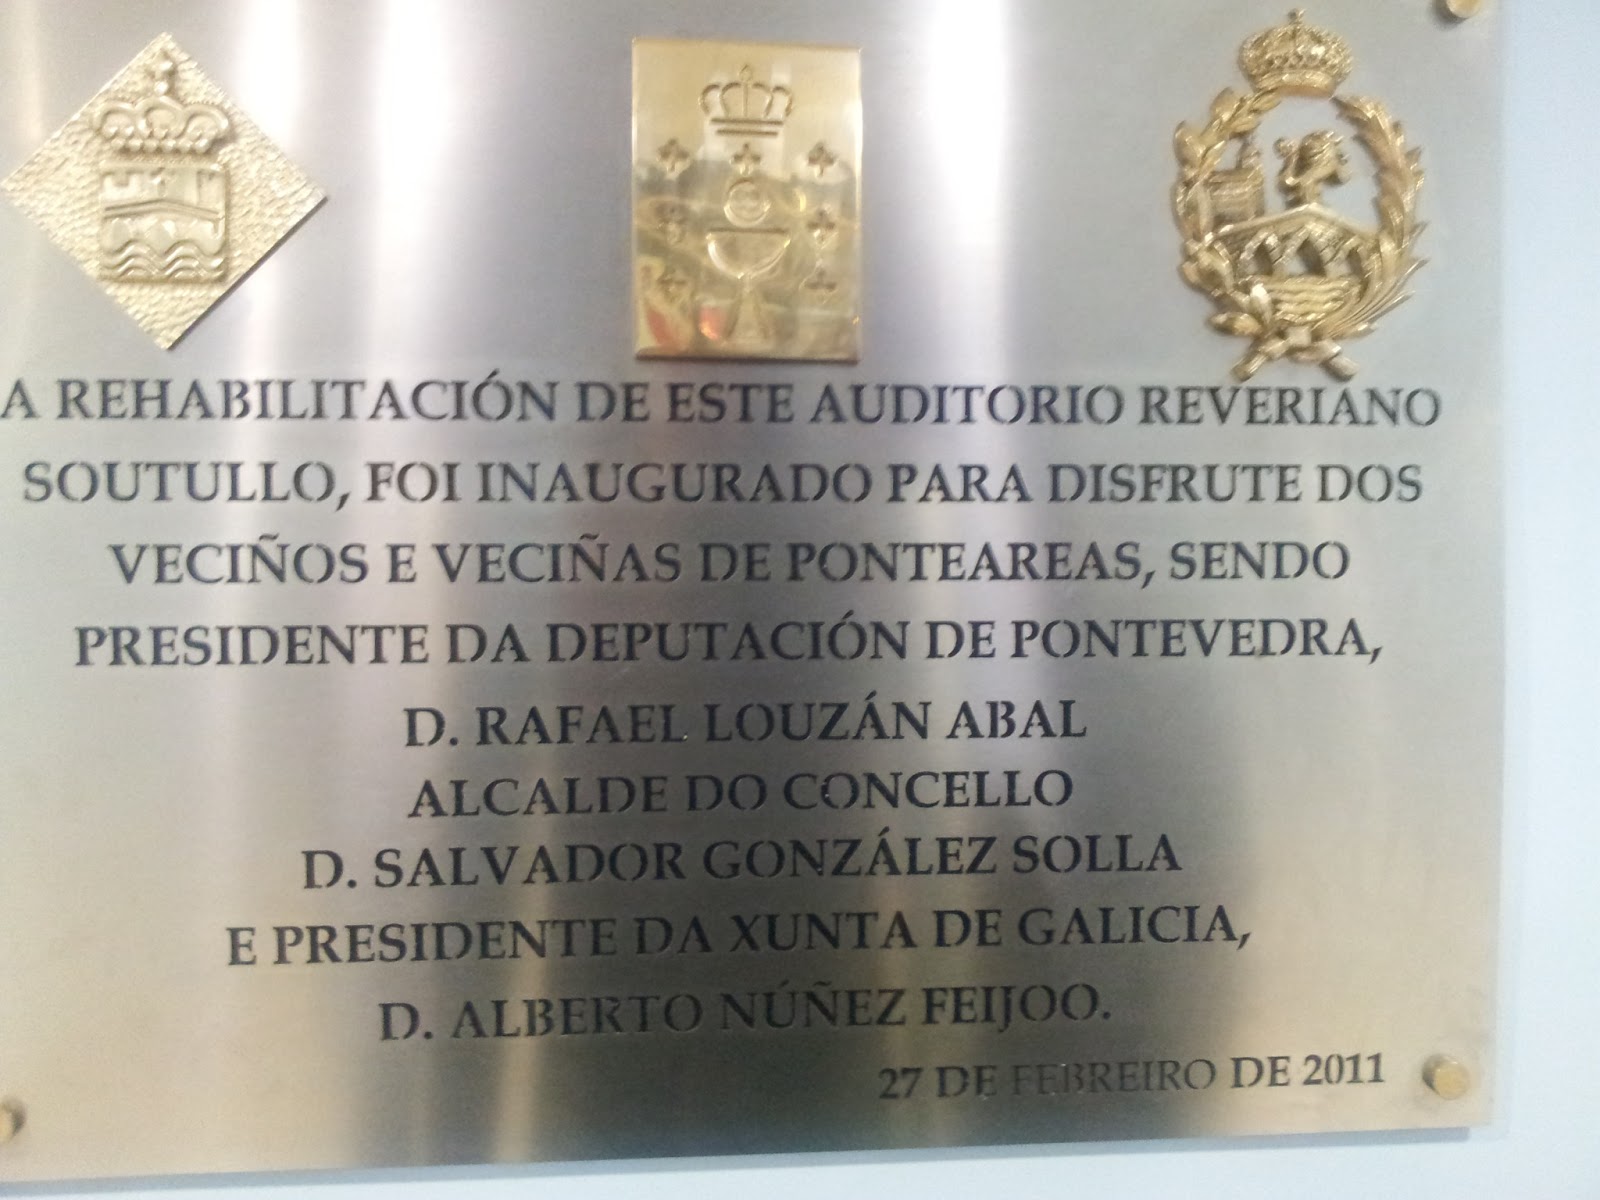 A REHABILITACIÓN DE ESTE AUDITORIO REVERIANO
SOUTULLO, FOI INAUGURADO PARA DISFRUTE DOS
VECIÑOS E VECIÑAS DE PONTEAREAS, SENDO
PRESIDENTE DA DEPUTACIÓN DE PONTEVEDRA,
D. RAFAEL LOUZÁN ABAL
ALCALDE DO CONCELLO
D. SALVADOR GONZÁLEZ SOLLA
E PRESIDENTE DA XUNTA DE GALICIA,
D. ALBERTO NÚÑEZ FEIJOO.
27 DE FEBREIRO DE 2011